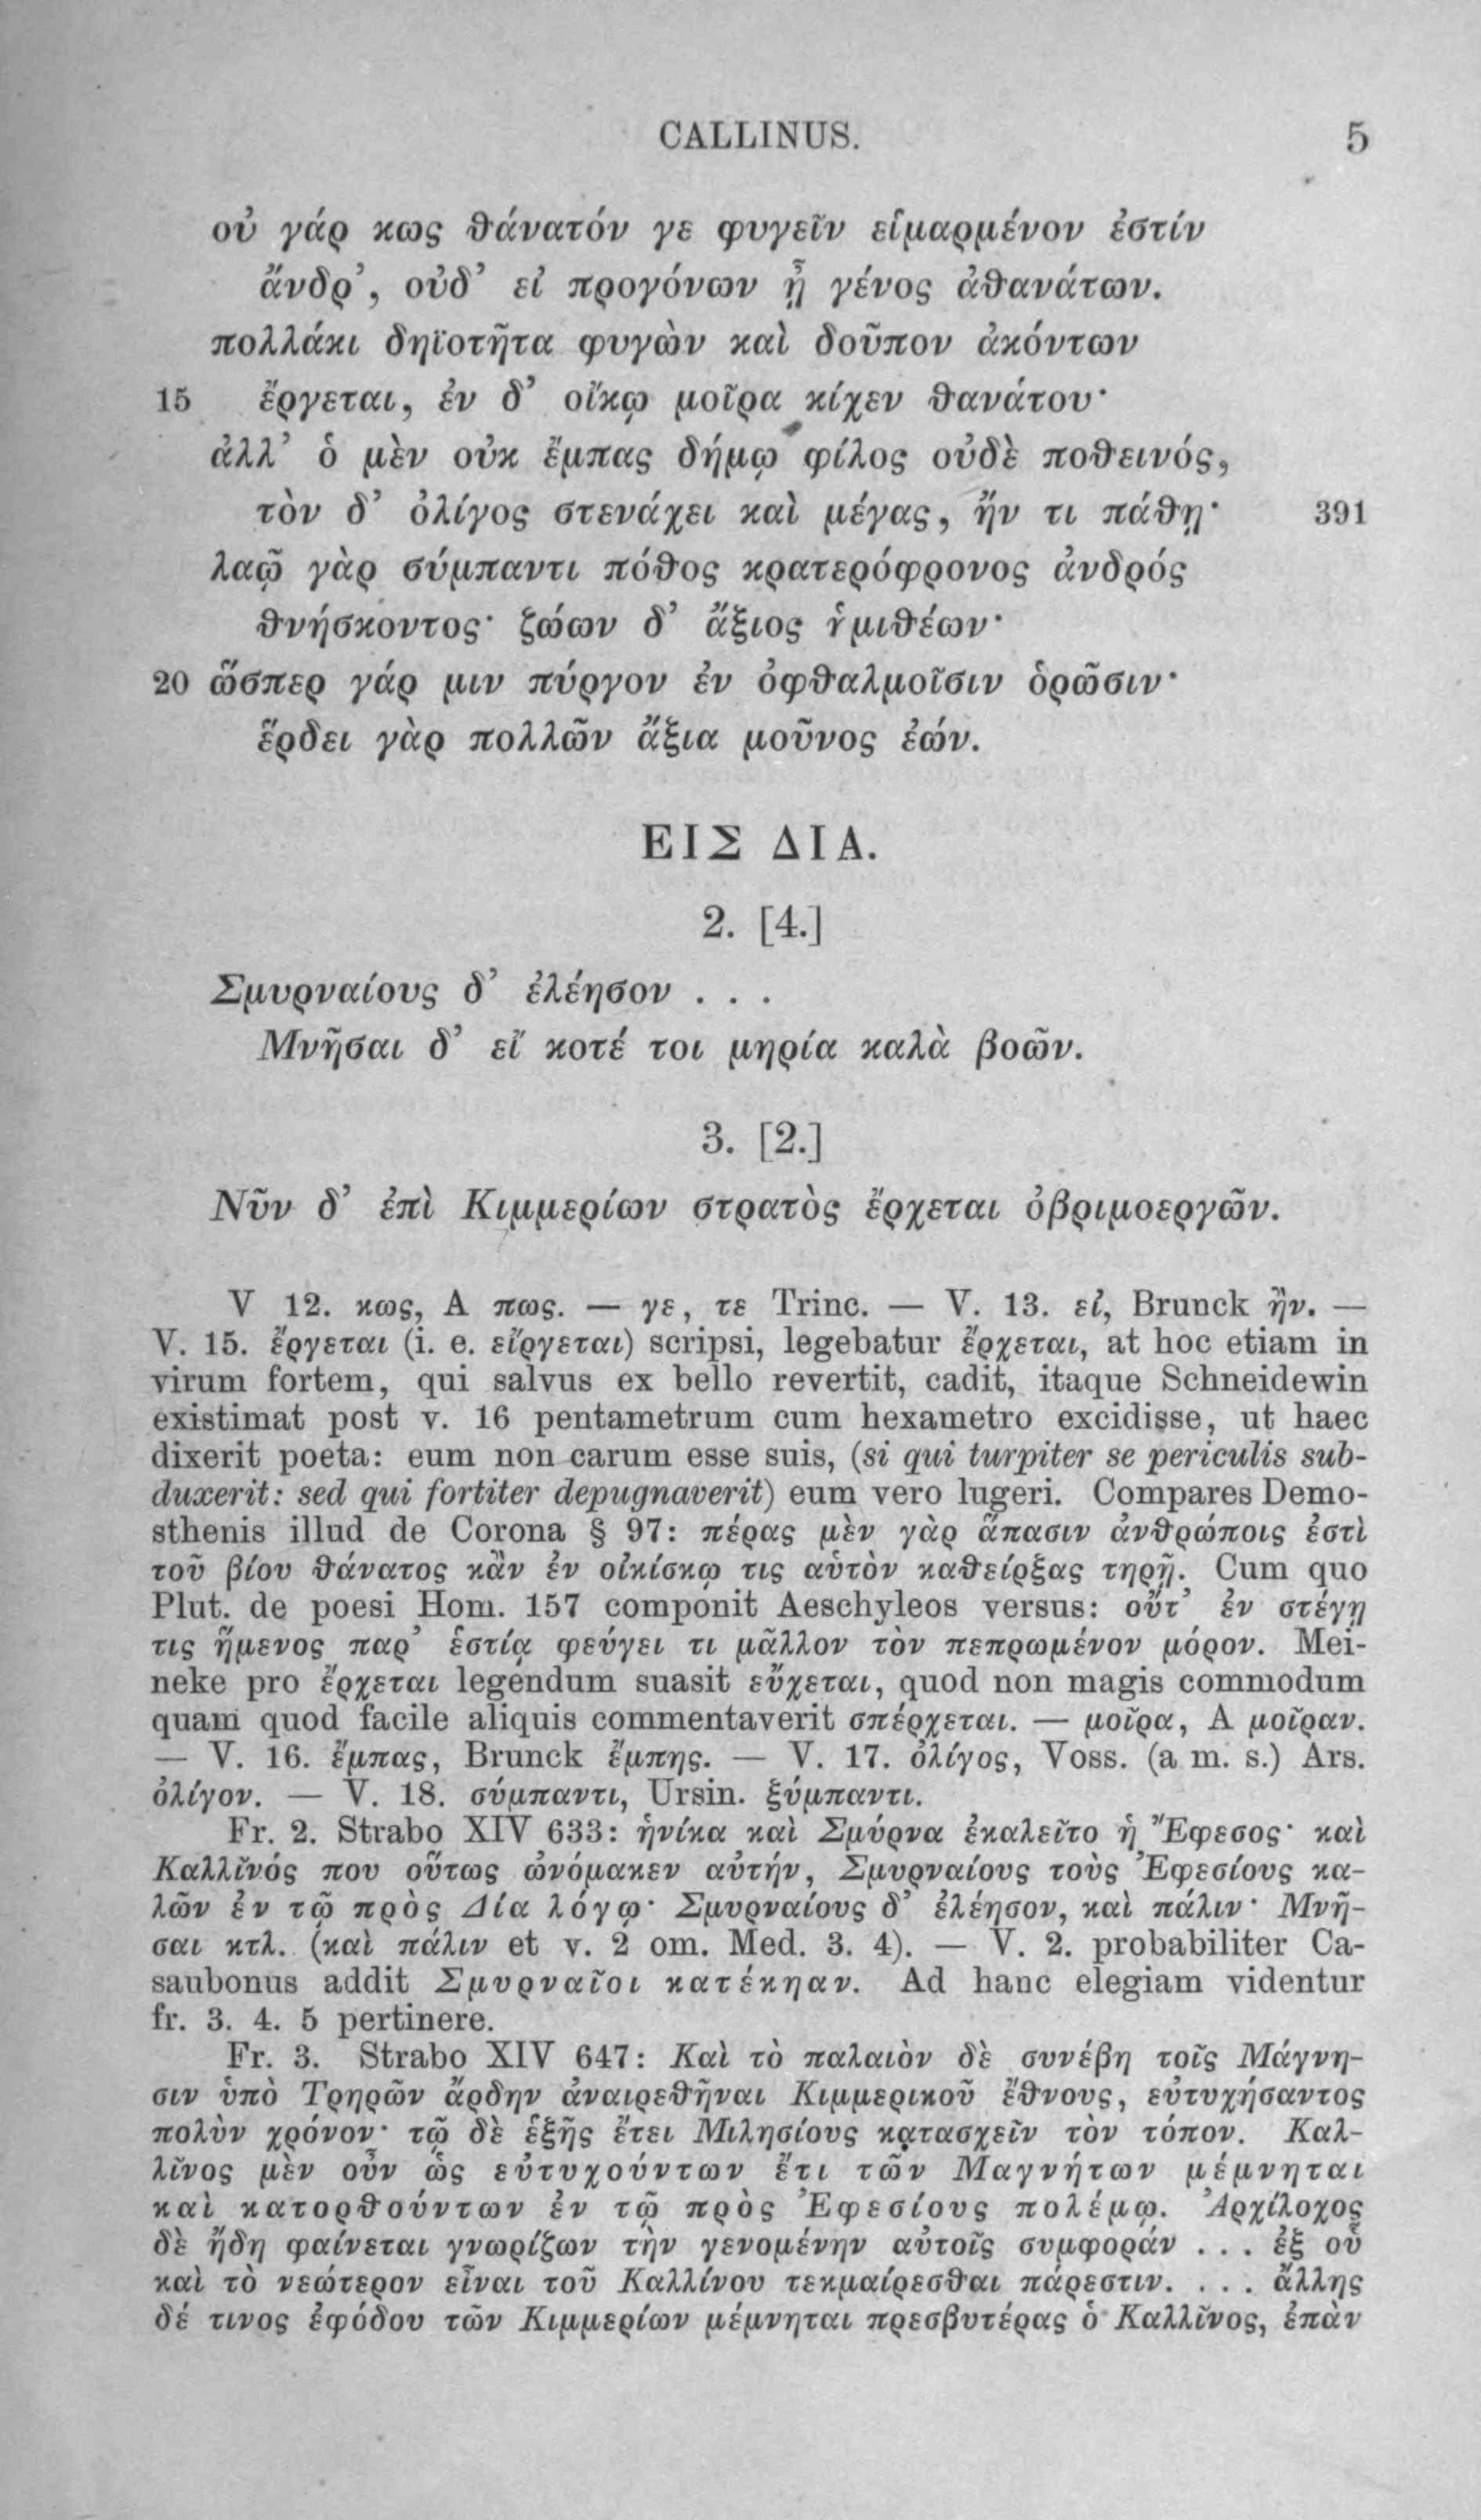 CALLINUS. 5
οὐ γάρ κως θάνατόν γε φυγεῖν εἱμαρμένον ἐστίν
ἄνδρ’, οὐδ’ εἰ προγόνων ᾖ γένος ἀθανάτων.
πολλάκι δηϊοτῆτα φυγὼν καὶ δοῦπον ἀκόντων
15 ἔργεται, ἐν δ’ οἴκῳ μοῖρα κίχεν θανάτου·
ἀλλ’ ὁ μὲν οὐκ ἔμπας δήμῳ φίλος οὐδὲ ποθεινός,
τὸν δ’ ὀλίγος στενάχει καὶ μέγας, ἤν τι πάθῃ· 391
λαῷ γὰρ σύμπαντι πόθος κρατερόφρονος ἀνδρός
θνήσκοντος· ζώων δ’ ἄξιος ἡμιθέων·
20 ὥσπερ γάρ μιν πύργον ἐν ὀφθαλμοῖσιν ὁρῶσιν·
ἕρδει γὰρ πολλῶν ἄξια μοῦνος ἐών.
ΕΙΣ ΔΙΑ.
2. [4.]
Σμυρναίους δ’ ἐλέησον . . .
Μνῆσαι δ’ εἴ κοτέ τοι μηρία καλὰ βοῶν.
3. [2.]
Νῦν δ’ ἐπὶ Κιμμερίων στρατὸς ἔρχεται ὀβριμοεργῶν.
V 12. κως, A πως. — γε, τε Trinc. — V. 13. εἰ, Brunck ἢν. —
V. 15. ἔργεται (i. e. εἴργεται) scripsi, legebatur ἔρχεται, at hoc etiam in
virum fortem, qui salvus ex bello revertit, cadit, itaque Schneidewin
existimat post v. 16 pentametrum cum hexametro excidisse, ut haec
dixerit poeta: eum non carum esse suis, (si qui turpiter se periculis sub-
duxerit: sed qui fortiter depugnaverit) eum vero lugeri. Compares Demo-
sthenis illud de Corona § 97: πέρας μὲν γὰρ ἅπασιν ἀνθρώποις ἐστὶ
τοῦ βίου θάνατος κἂν ἐν οἰκίσκῳ τις αὑτὸν καθείρξας τηρῇ. Cum quo
Plut. de poesi Hom. 157 componit Aeschyleos versus: οὔτ’ ἐν στέγῃ
τις ἥμενος παρ’ ἑστίᾳ φεύγει τι μᾶλλον τὸν πεπρωμένον μόρον. Mei-
neke pro ἔρχεται legendum suasit εὔχεται, quod non magis commodum
quam quod facile aliquis commentaverit σπέρχεται. — μοῖρα, A μοῖραν.
— V. 16. ἔμπας, Brunck ἔμπης. — V. 17. ὀλίγος, Voss. (a m. s.) Ars.
ὀλίγον. — V. 18. σύμπαντι, Ursin. ξύμπαντι.
Fr. 2. Strabo XIV 633: ἡνίκα καὶ Σμύρνα ἐκαλεῖτο ἡ Ἔφεσος· καὶ
Καλλῖνός που οὕτως ὠνόμακεν αὐτήν, Σμυρναίους τοὺς Ἐφεσίους κα-
λῶν ἐν τῷ πρὸς Δία λόγῳ· Σμυρναίους δ’ ἐλέησον, καὶ πάλιν· Μνῆ-
σαι κτλ. (καὶ πάλιν et v. 2 om. Med. 3. 4). — V. 2. probabiliter Ca-
saubonus addit Σμυρναῖοι κατέκηαν. Ad hanc elegiam videntur
fr. 3. 4. 5 pertinere.
Fr. 3. Strabo XIV 647: Καὶ τὸ παλαιὸν δὲ συνέβη τοῖς Μάγνη-
σιν ὑπὸ Τρηρῶν ἄρδην ἀναιρεθῆναι Κιμμερικοῦ ἔθνους, εὐτυχήσαντος
πολὺν χρόνον· τῷ δὲ ἑξῆς ἔτει Μιλησίους κατασχεῖν τὸν τόπον. Καλ-
λῖνος μὲν οὖν ὡς εὐτυχούντων ἔτι τῶν Μαγνήτων μέμνηται
καὶ κατορθούντων ἐν τῷ πρὸς Ἐφεσίους πολέμῳ. Ἀρχίλοχος
δὲ ἤδη φαίνεται γνωρίζων τὴν γενομένην αὐτοῖς συμφοράν . . . ἐξ οὗ
καὶ τὸ νεώτερον εἶναι τοῦ Καλλίνου τεκμαίρεσθαι πάρεστιν. . . . ἄλλης
δέ τινος ἐφόδου τῶν Κιμμερίων μέμνηται πρεσβυτέρας ὁ Καλλῖνος, ἐπὰν